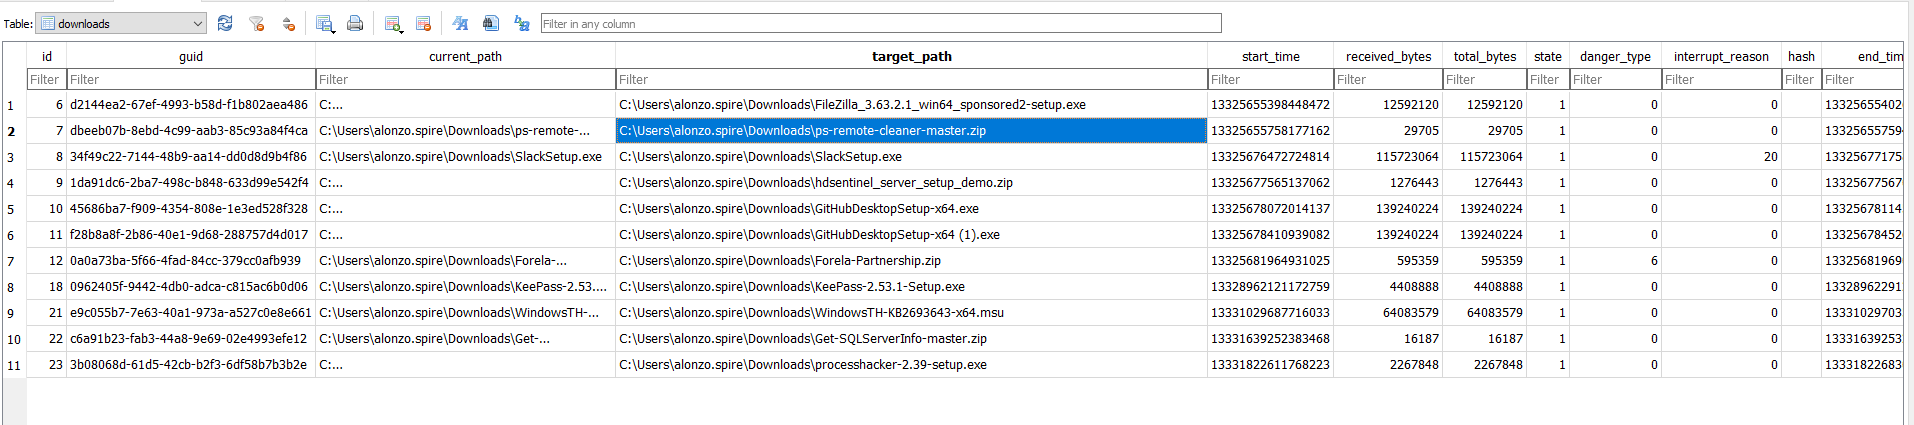 Table: downloads Filter in any column
id guid current_path target_path start_time received_bytes total_bytes state danger_type interrupt_reason hash end_tim
Filter Filter Filter Filter Filter Filter Filter Filter Filter Filter Filter Filter
1 6 d2144ea2-67ef-4993-b58d-f1b802aea486 C:... C:\Users\alonzo.spire\Downloads\FileZilla_3.63.2.1_win64_sponsored2-setup.exe 13325655398448472 12592120 12592120 1 0 0 1332565540２
2 7 dbeeb07b-8ebd-4c99-aab3-85c93a84f4ca C:\Users\alonzo.spire\Downloads\ps-remote-... C:\Users\alonzo.spire\Downloads\ps-remote-cleaner-master.zip 13325655758177162 29705 29705 1 0 0 133256557594
3 8 34f49c22-7144-48b9-aa14-dd0d8d9b4f86 C:\Users\alonzo.spire\Downloads\SlackSetup.exe C:\Users\alonzo.spire\Downloads\SlackSetup.exe 13325676472724814 115723064 115723064 1 0 20 133256771758
4 9 1da91dc6-2ba7-498c-b848-633d99e542f4 C:... C:\Users\alonzo.spire\Downloads\hdsentinel_server_setup_demo.zip 13325677565137062 1276443 1276443 1 0 0 133256775670
5 10 45686ba7-f909-4354-808e-1e3ed528f328 C:... C:\Users\alonzo.spire\Downloads\GitHubDesktopSetup-x64.exe 13325678072014137 139240224 139240224 1 0 0 13325678114
6 11 f28b8a8f-2b86-40e1-9d68-288757d4d017 C:... C:\Users\alonzo.spire\Downloads\GitHubDesktopSetup-x64 (1).exe 13325678410939082 139240224 139240224 1 0 0 13325678452
7 12 0a0a73ba-5f66-4fad-84cc-379cc0afb939 C:\Users\alonzo.spire\Downloads\Forela-... C:\Users\alonzo.spire\Downloads\Forela-Partnership.zip 13325681964931025 595359 595359 1 6 0 13325681969
8 18 0962405f-9442-4db0-adca-c815ac6b0d06 C:\Users\alonzo.spire\Downloads\KeePass-2.53.... C:\Users\alonzo.spire\Downloads\KeePass-2.53.1-Setup.exe 13328962121172759 4408888 4408888 1 0 0 13328962291
9 21 e9c055b7-7e63-40a1-973a-a527c0e8e661 C:\Users\alonzo.spire\Downloads\WindowsTH-... C:\Users\alonzo.spire\Downloads\WindowsTH-KB2693643-x64.msu 13331029687716033 64083579 64083579 1 0 0 13331029703
10 22 c6a91b23-fab3-44a8-9e69-02e4993efe12 C:\Users\alonzo.spire\Downloads\Get-... C:\Users\alonzo.spire\Downloads\Get-SQLServerInfo-master.zip 13331639252383468 16187 16187 1 0 0 13331639253
11 23 3b08068d-61d5-42cb-b2f3-6df58b7b3b2e C:... C:\Users\alonzo.spire\Downloads\processhacker-2.39-setup.exe 13331822611768223 2267848 2267848 1 0 0 13331822683